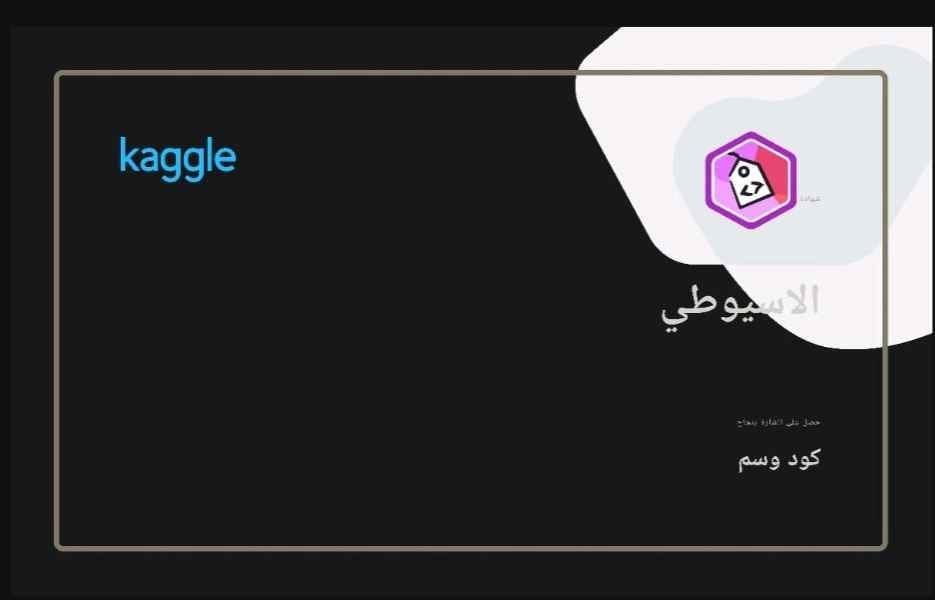 kaggle
شهادة
الاسيوطي
حصل على الشارة بنجاح
كود وسم